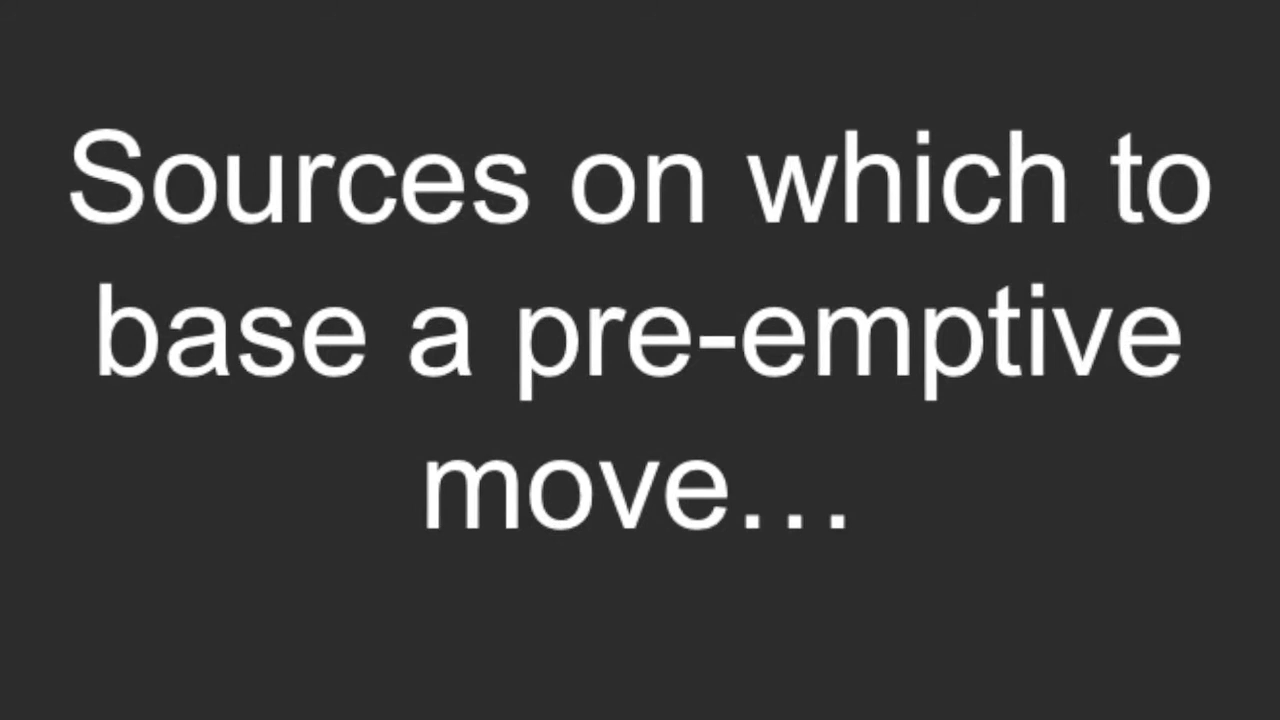 Sources on which to
base a pre-emptive
move…